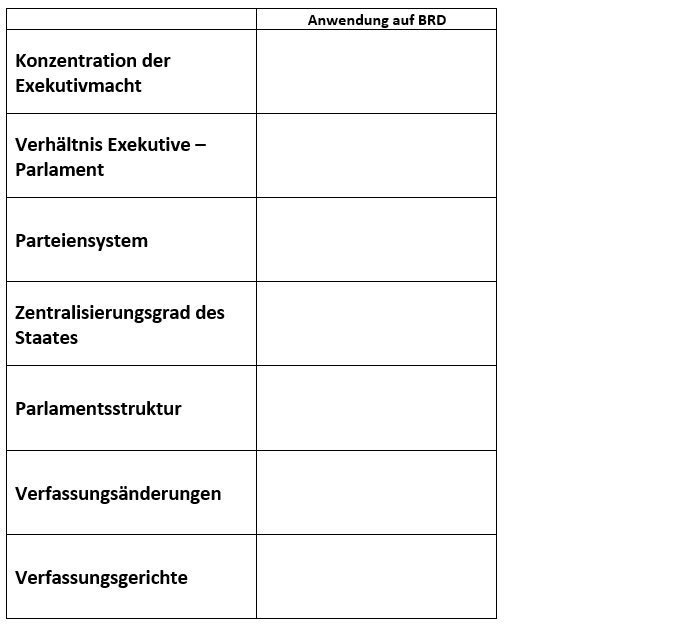 Anwendung auf BRD
Konzentration der
Exekutivmacht
Verhältnis Exekutive –
Parlament
Parteiensystem
Zentralisierungsgrad des
Staates
Parlamentsstruktur
Verfassungsänderungen
Verfassungsgerichte